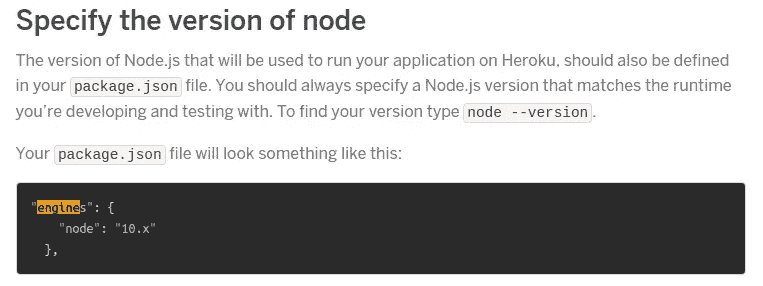 Specify the version of node
The version of Node.js that will be used to run your application on Heroku, should also be defined
in your package.json file. You should always specify a Node.js version that matches the runtime
you're developing and testing with. To find your version type node --version.
Your package.json file will look something like this:
"engines": {
"node": "10.x"
},